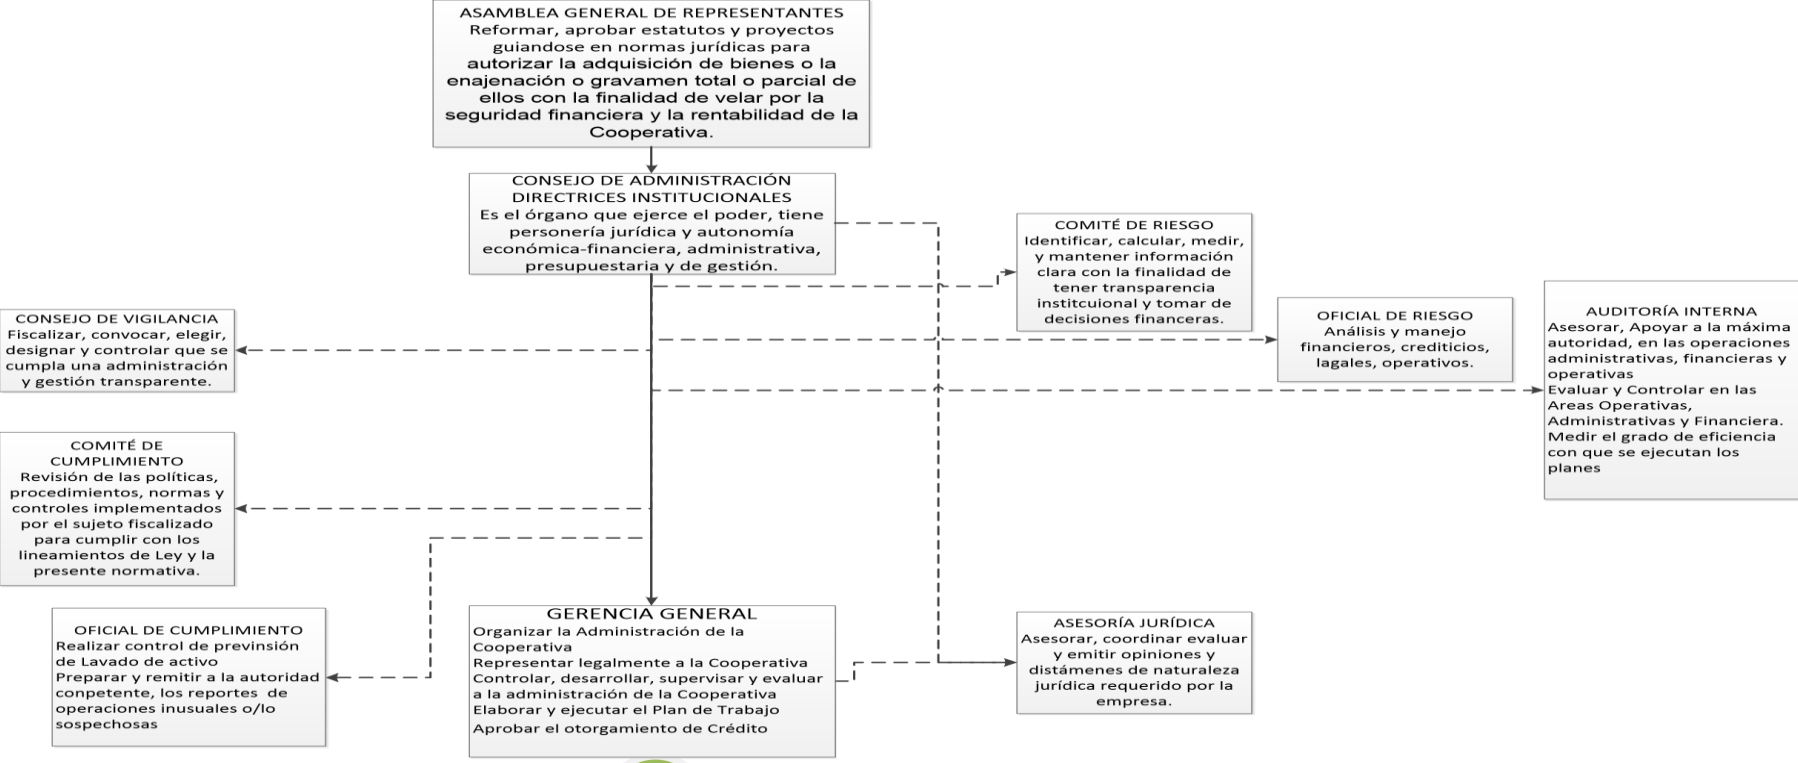 ASAMBLEA GENERAL DE REPRESENTANTES
Reformar, aprobar estatutos y proyectos
guiandose en normas jurídicas para
autorizar la adquisición de bienes o la
enajenación o gravamen total o parcial de
ellos con la finalidad de velar por la
seguridad financiera y la rentabilidad de la
Cooperativa.
CONSEJO DE ADMINISTRACIÓN
DIRECTRICES INSTITUCIONALES
Es el órgano que ejerce el poder, tiene
personería jurídica y autonomía
económica-financiera, administrativa,
presupuestaria y de gestión.
COMITÉ DE RIESGO
Identificar, calcular, medir,
y mantener información
clara con la finalidad de
tener transparencia
institcuional y tomar de
decisiones financeras.
OFICIAL DE RIESGO
Análisis y manejo
financieros, crediticios,
lagales, operativos.
AUDITORÍA INTERNA
Asesorar, Apoyar a la máxima
autoridad, en las operaciones
administrativas, financieras y
operativas
Evaluar y Controlar en las
Areas Operativas,
Administrativas y Financiera.
Medir el grado de eficiencia
con que se ejecutan los
planes
CONSEJO DE VIGILANCIA
Fiscalizar, convocar, elegir,
designar y controlar que se
cumpla una administración
y gestión transparente.
COMITÉ DE
CUMPLIMIENTO
Revisión de las políticas,
procedimientos, normas y
controles implementados
por el sujeto fiscalizado
para cumplir con los
lineamientos de Ley y la
presente normativa.
OFICIAL DE CUMPLIMIENTO
Realizar control de previnsión
de Lavado de activo
Preparar y remitir a la autoridad
conpetente, los reportes de
operaciones inusuales o/lo
sospechosas
GERENCIA GENERAL
Organizar la Administración de la
Cooperativa
Representar legalmente a la Cooperativa
Controlar, desarrollar, supervisar y evaluar
a la administración de la Cooperativa
Elaborar y ejecutar el Plan de Trabajo
Aprobar el otorgamiento de Crédito
ASESORÍA JURÍDICA
Asesorar, coordinar evaluar
y emitir opiniones y
distámenes de naturaleza
jurídica requerido por la
empresa.